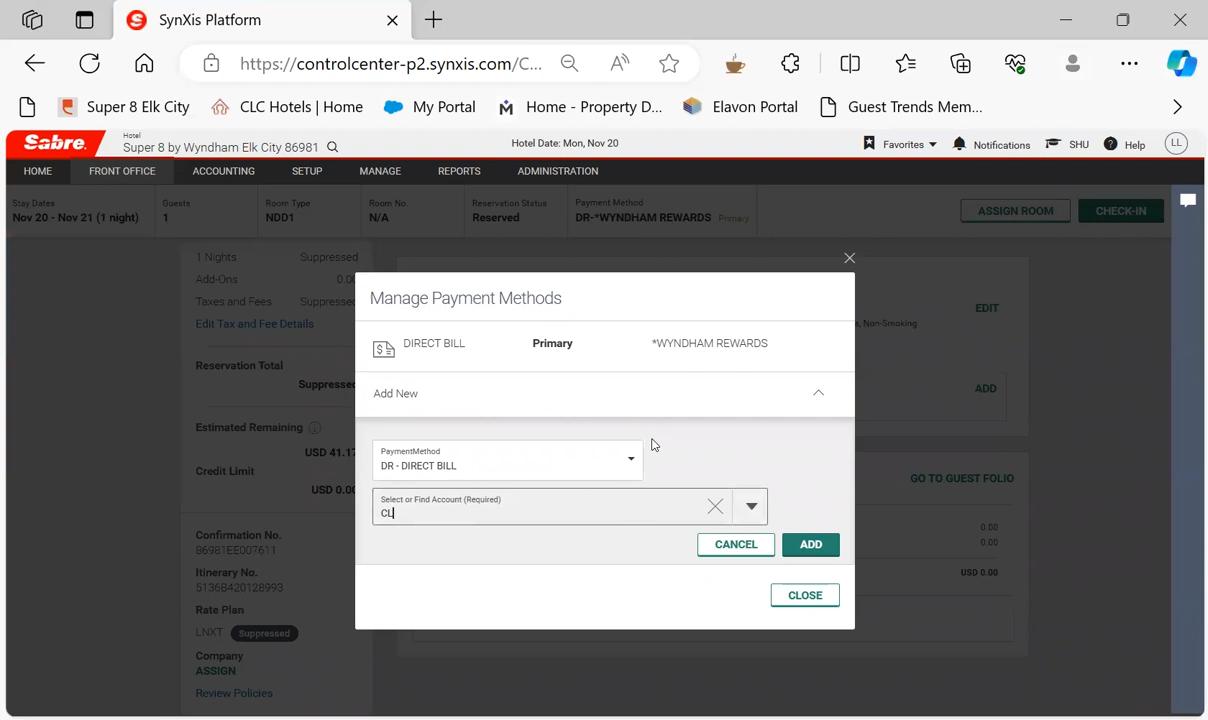 SynXis Platform
https://controlcenter-p2.synxis.com/C...
Super 8 Elk City
CLC Hotels | Home
My Portal
Home - Property D...
Elavon Portal
Guest Trends Mem...
Sabre.
Hotel
Super 8 by Wyndham Elk City 86981
Hotel Date: Mon, Nov 20
Favorites
Notifications
SHU
Help
LL
HOME
FRONT OFFICE
ACCOUNTING
SETUP
MANAGE
REPORTS
ADMINISTRATION
Stay Dates
Nov 20 - Nov 21 (1 night)
Guests
1
Room Type
NDD1
Room No.
N/A
Reservation Status
Reserved
Payment Method
DR-*WYNDHAM REWARDS Primary
ASSIGN ROOM
CHECK-IN
1 Nights Suppressed
Add-Ons 0.00
Taxes and Fees Suppressed
Edit Tax and Fee Details
Reservation Total
Suppressed
Estimated Remaining
USD 41.17
Credit Limit
USD 0.00
Confirmation No.
86981EE007611
Itinerary No.
51368420128993
Rate Plan
LNXT Suppressed
Company
ASSIGN
Review Policies
Manage Payment Methods
DIRECT BILL Primary *WYNDHAM REWARDS
Add New
PaymentMethod
DR - DIRECT BILL
Select or Find Account (Required)
CL
CANCEL
ADD
CLOSE
EDIT
, Non-Smoking
ADD
GO TO GUEST FOLIO
0.00
0.00
USD 0.00